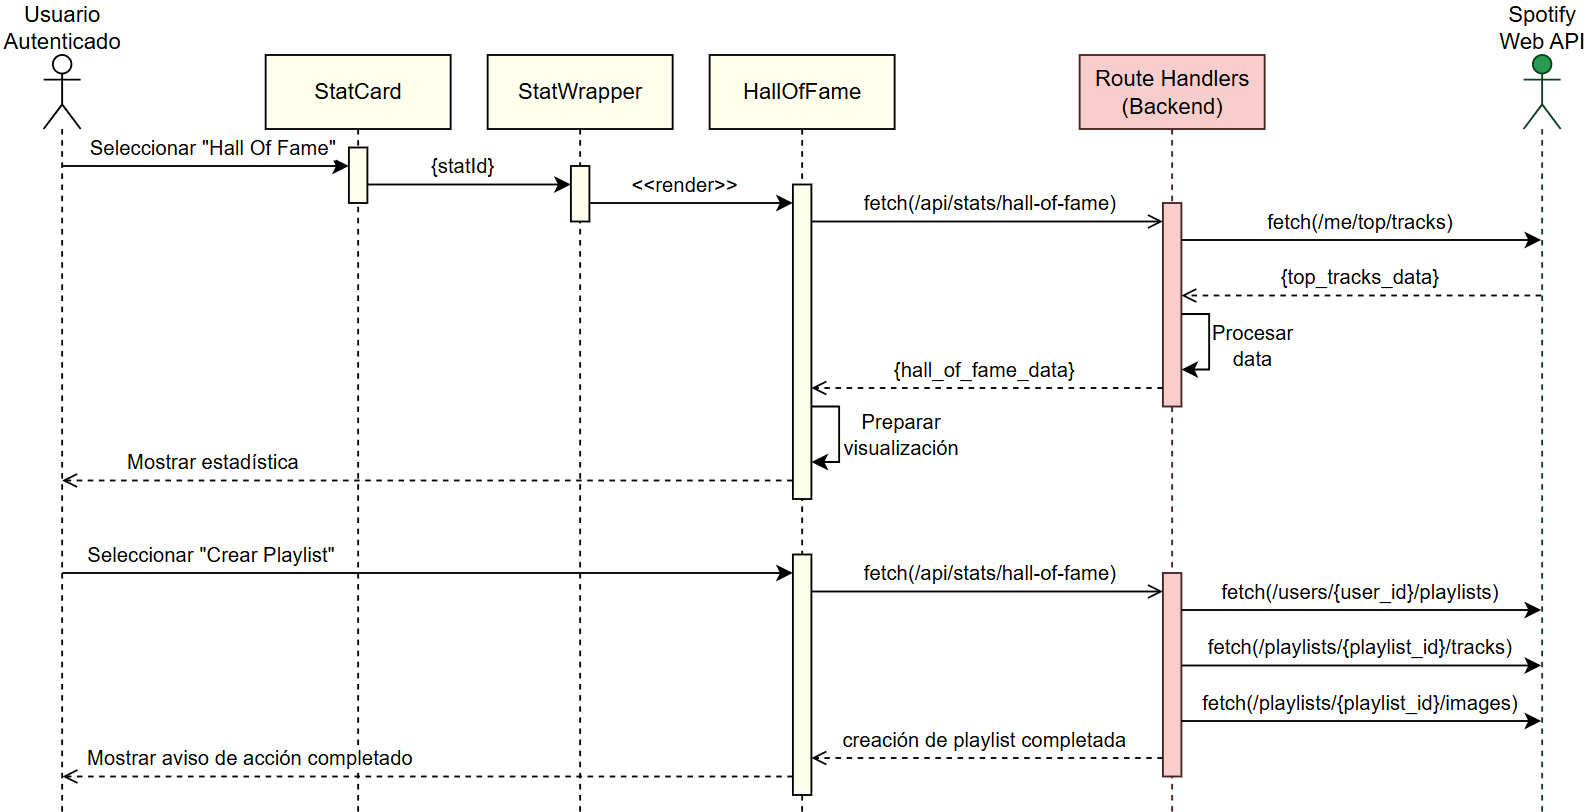 Usuario
Autenticado
Spotify
Web API
StatCard
StatWrapper
HallOfFame
Route Handlers
(Backend)
Seleccionar "Hall Of Fame"
{statId}
<<render>>
fetch(/api/stats/hall-of-fame)
fetch(/me/top/tracks)
{top_tracks_data}
Procesar
data
{hall_of_fame_data}
Preparar
visualización
Mostrar estadística
Seleccionar "Crear Playlist"
fetch(/api/stats/hall-of-fame)
fetch(/users/{user_id}/playlists)
fetch(/playlists/{playlist_id}/tracks)
fetch(/playlists/{playlist_id}/images)
creación de playlist completada
Mostrar aviso de acción completado